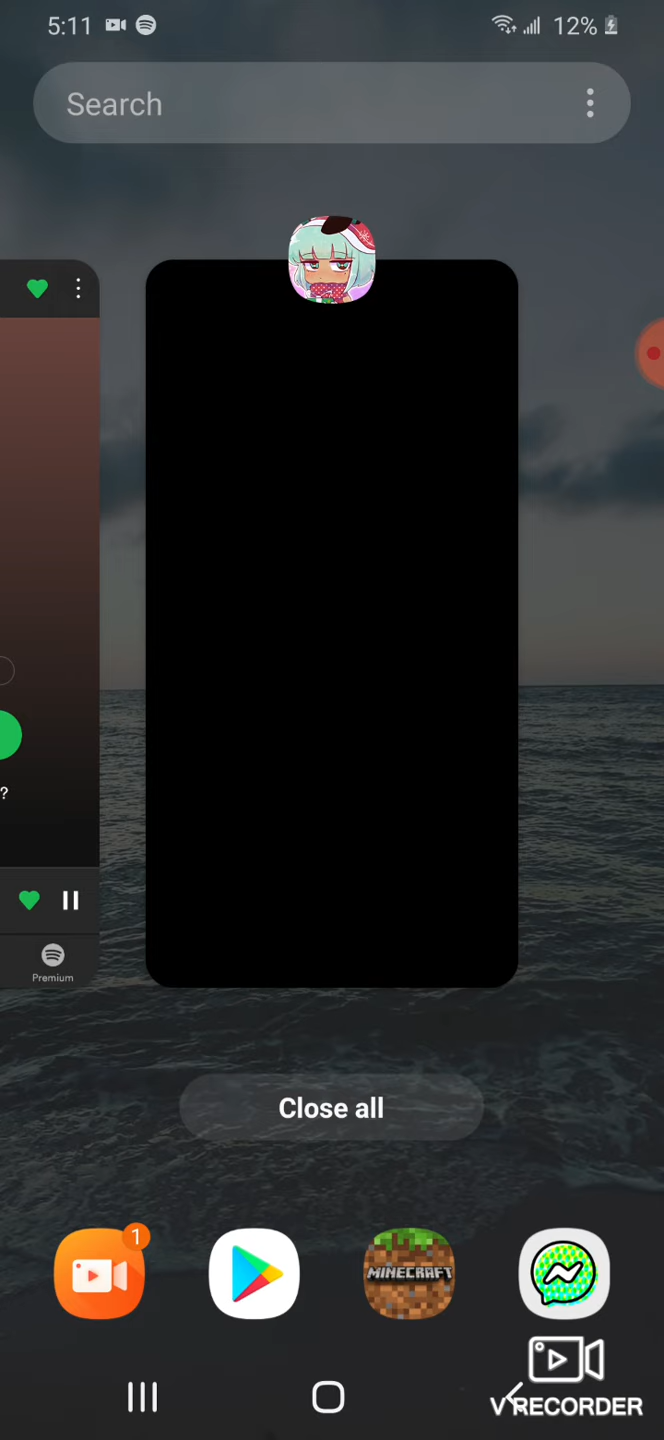 5:11
12%
Search
?
Premium
Close all
1
MINECRAFT
V RECORDER